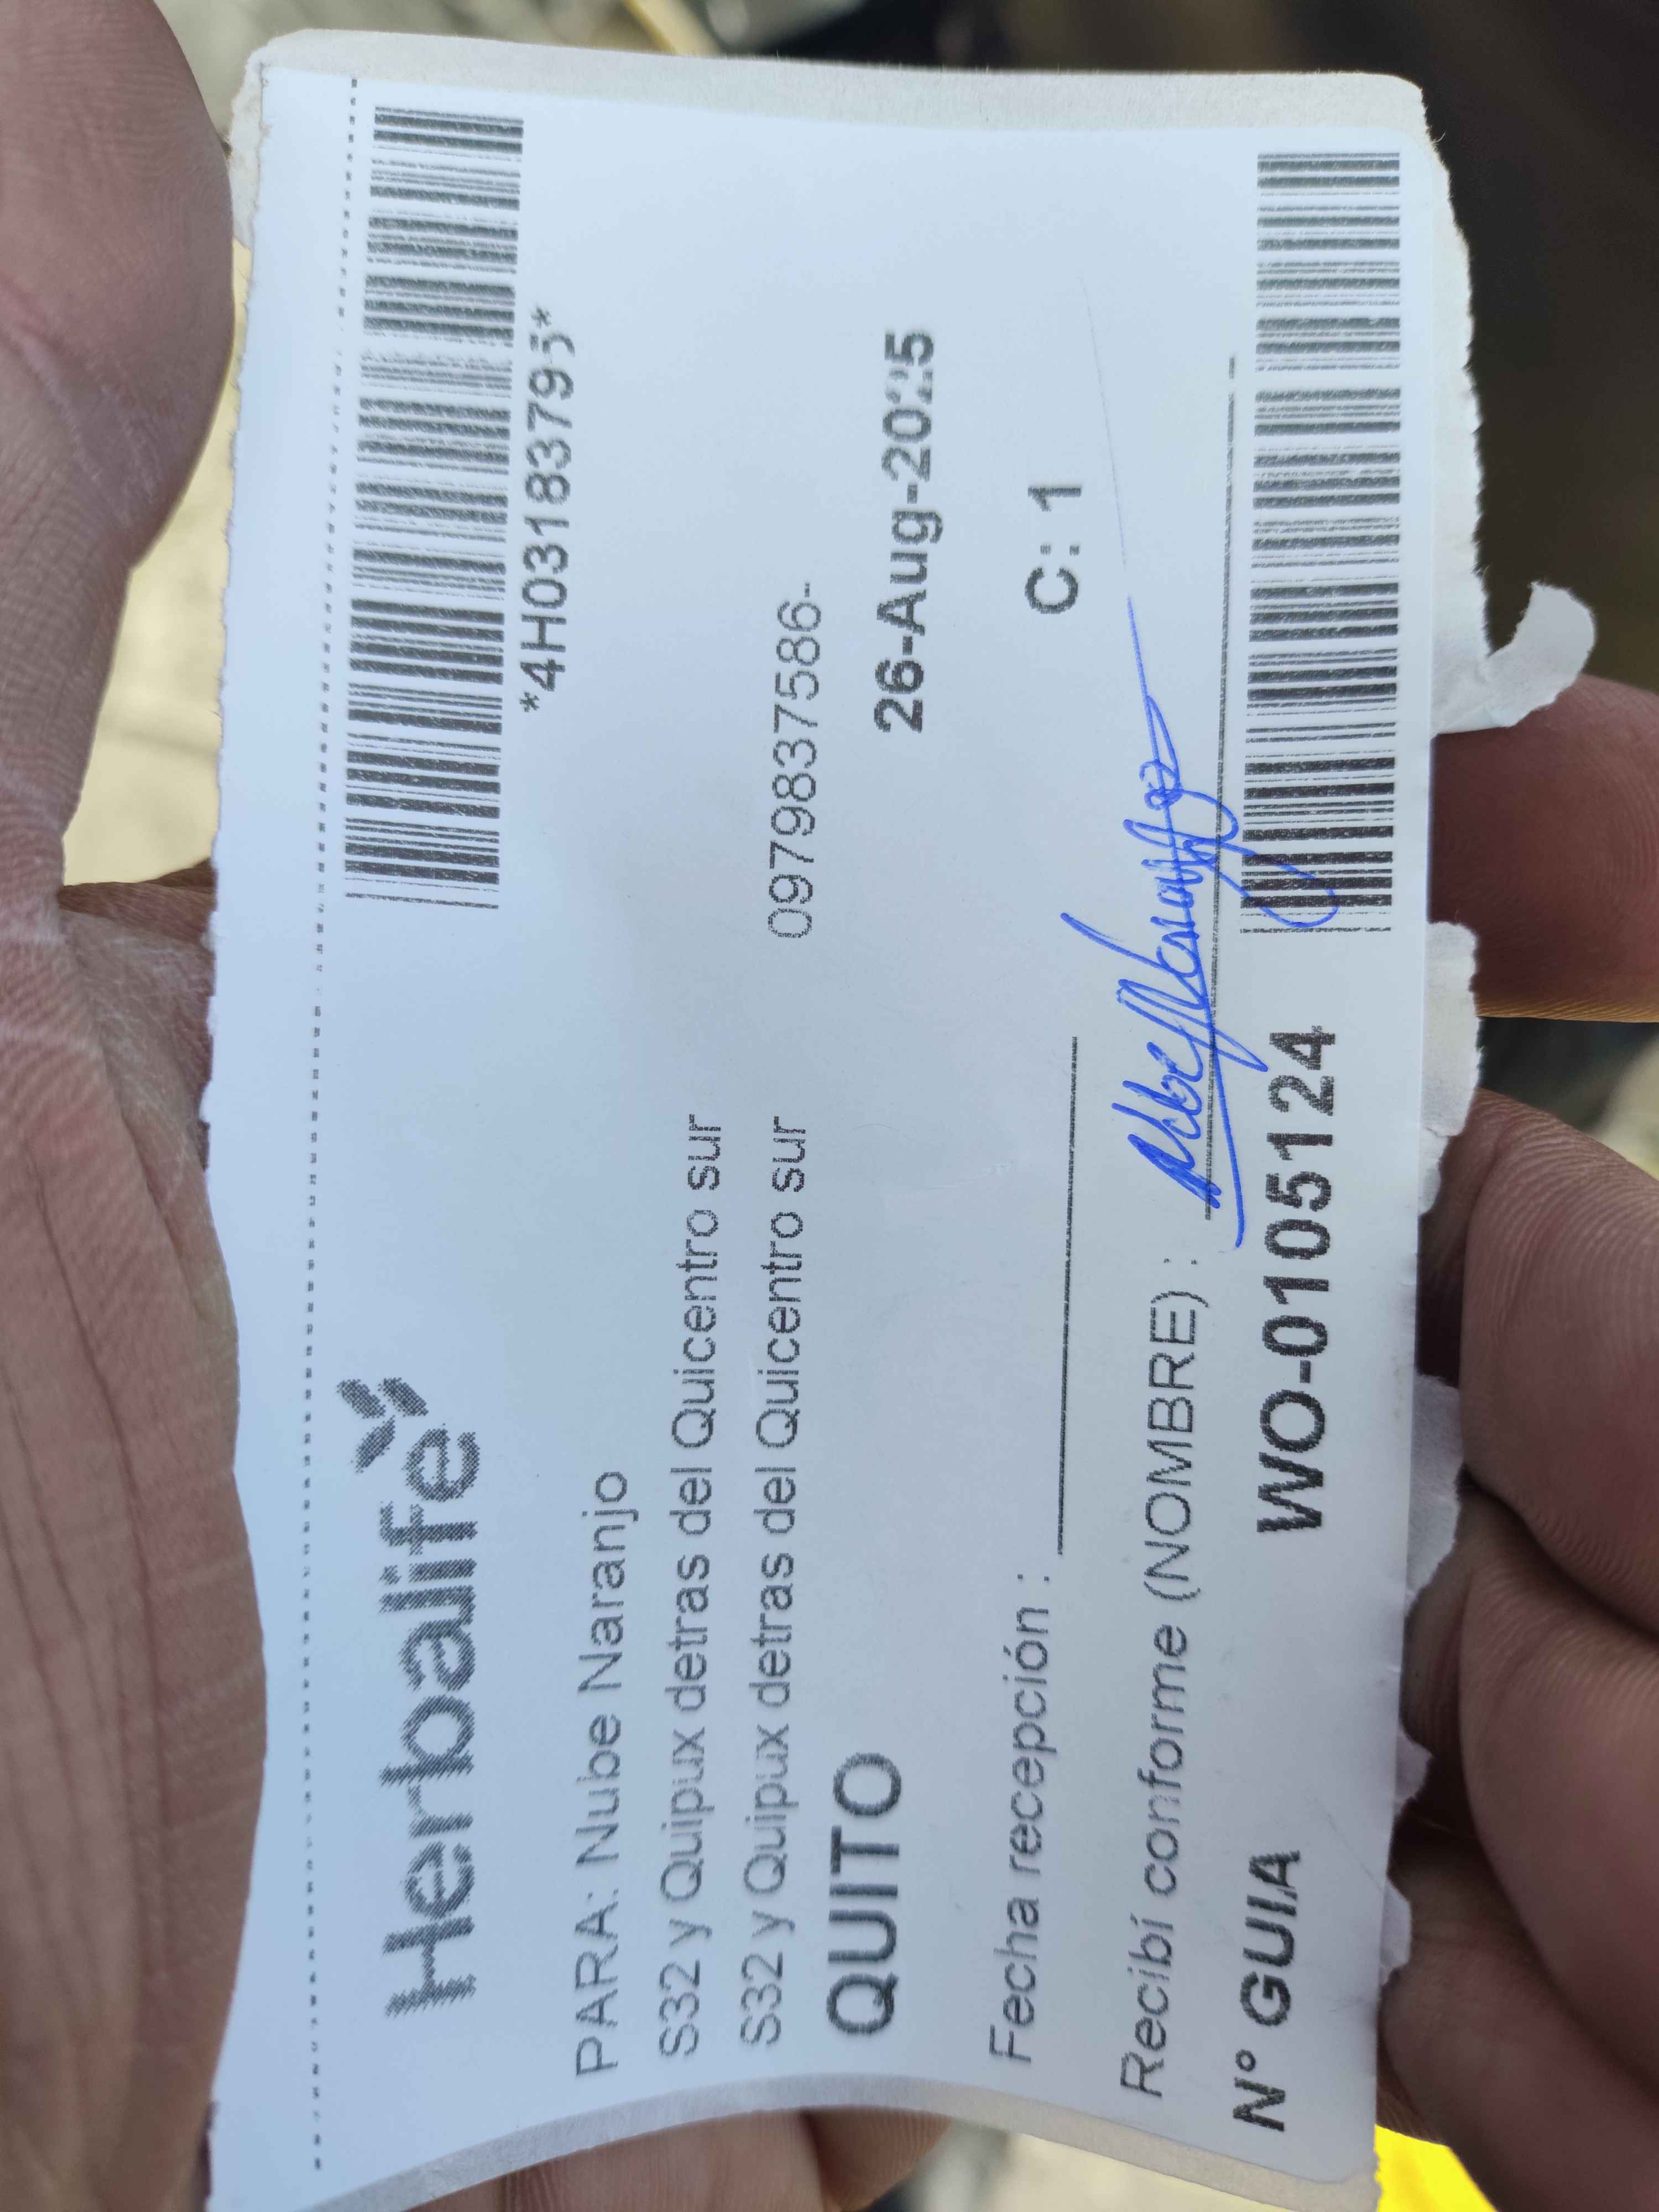 Herbalife
*4H03183795*
PARA: Nube Naranjo
S32 y Quipux detras del Quicentro sur
S32 y Quipux detras del Quicentro sur 0979837586-
QUITO 26-Aug-2025
Fecha recepción : C: 1
Recibí conforme (NOMBRE) :
N° GUIA WO-0105124